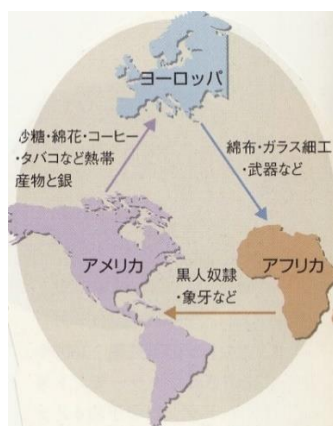 ヨーロッパ
砂糖・綿花・コーヒー
・タバコなど熱帯
産物と銀
綿布・ガラス細工
・武器など
アメリカ
アフリカ
黒人奴隷
・象牙など